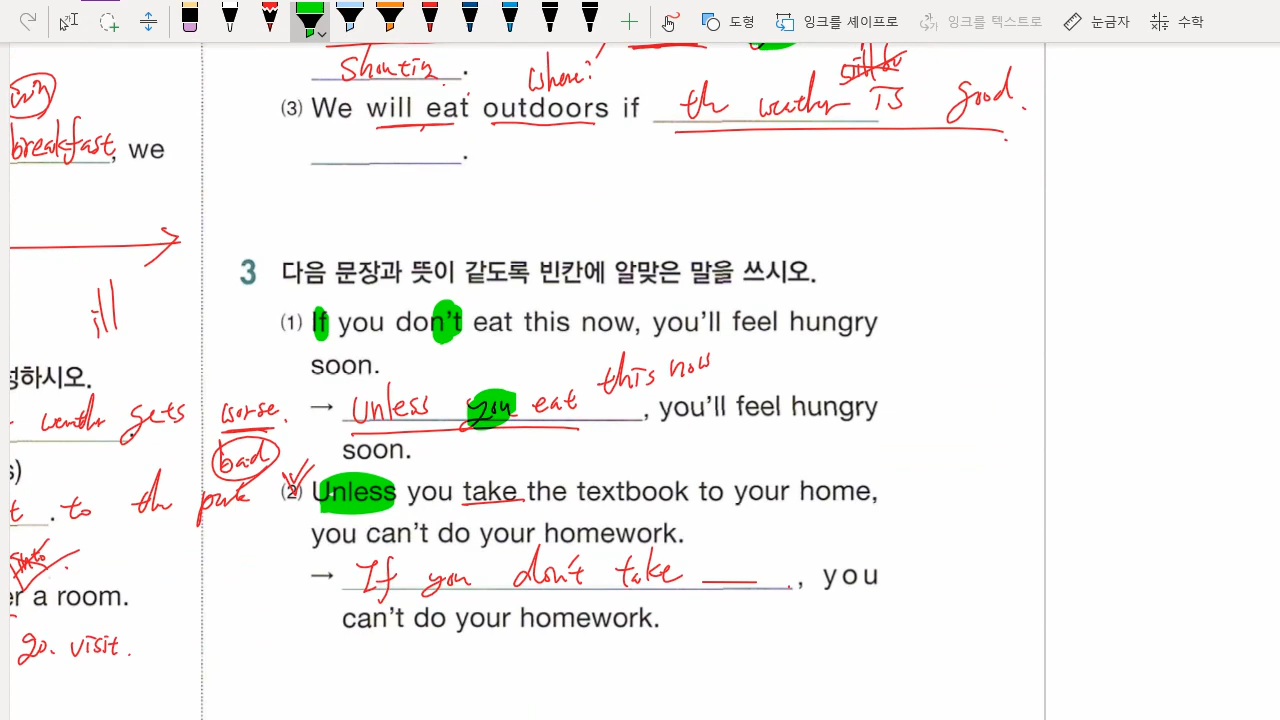 도형 잉크를 셰이프로 잉크를 텍스트로 눈금자 수학
shouting.
where?
(3) We will eat outdoors if the weather is good.
breakfast, we
.
ill
3 다음 문장과 뜻이 같도록 빈칸에 알맞은 말을 쓰시오.
(1) If you don't eat this now, you'll feel hungry
soon.
→ Unless you eat this now, you'll feel hungry
soon.
(2) Unless you take the textbook to your home,
you can't do your homework.
→ If you don't take ___, you
can't do your homework.
하시오.
weather gets worse.
bad
s)
t. to the park
er a room.
go. visit.